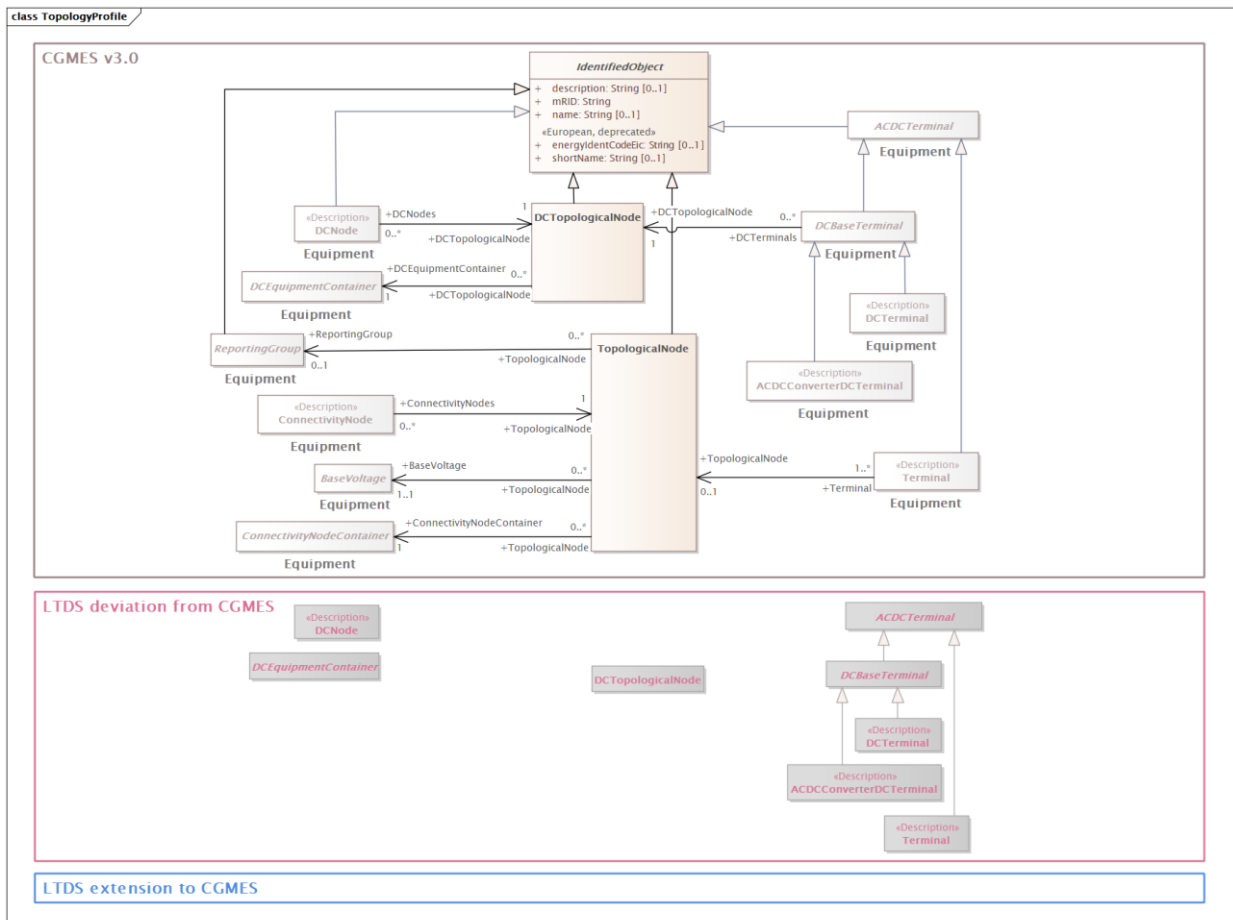 class TopologyProfile
CGMES v3.0
IdentifiedObject
+ description: String [0..1]
+ mRID: String
+ name: String [0..1]
«European, deprecated»
+ energyIdentCodeEic: String [0..1]
+ shortName: String [0..1]
ACDCTerminal
Equipment
«Description»
DCNode
Equipment
+DCNodes
0..*
1
+DCTopologicalNode
DCTopologicalNode
+DCTopologicalNode
1
0..*
+DCTerminals
DCBaseTerminal
Equipment
DCEquipmentContainer
Equipment
+DCEquipmentContainer
1
0..*
+DCTopologicalNode
«Description»
DCTerminal
Equipment
ReportingGroup
Equipment
+ReportingGroup
0..1
0..*
+TopologicalNode
TopologicalNode
«Description»
ACDCConverterDCTerminal
Equipment
«Description»
ConnectivityNode
Equipment
+ConnectivityNodes
0..*
1
+TopologicalNode
BaseVoltage
Equipment
+BaseVoltage
1..1
0..*
+TopologicalNode
+TopologicalNode
0..1
1..*
+Terminal
«Description»
Terminal
Equipment
ConnectivityNodeContainer
Equipment
+ConnectivityNodeContainer
1
0..*
+TopologicalNode
LTDS deviation from CGMES
«Description»
DCNode
DCEquipmentContainer
DCTopologicalNode
ACDCTerminal
DCBaseTerminal
«Description»
DCTerminal
«Description»
ACDCConverterDCTerminal
«Description»
Terminal
LTDS extension to CGMES